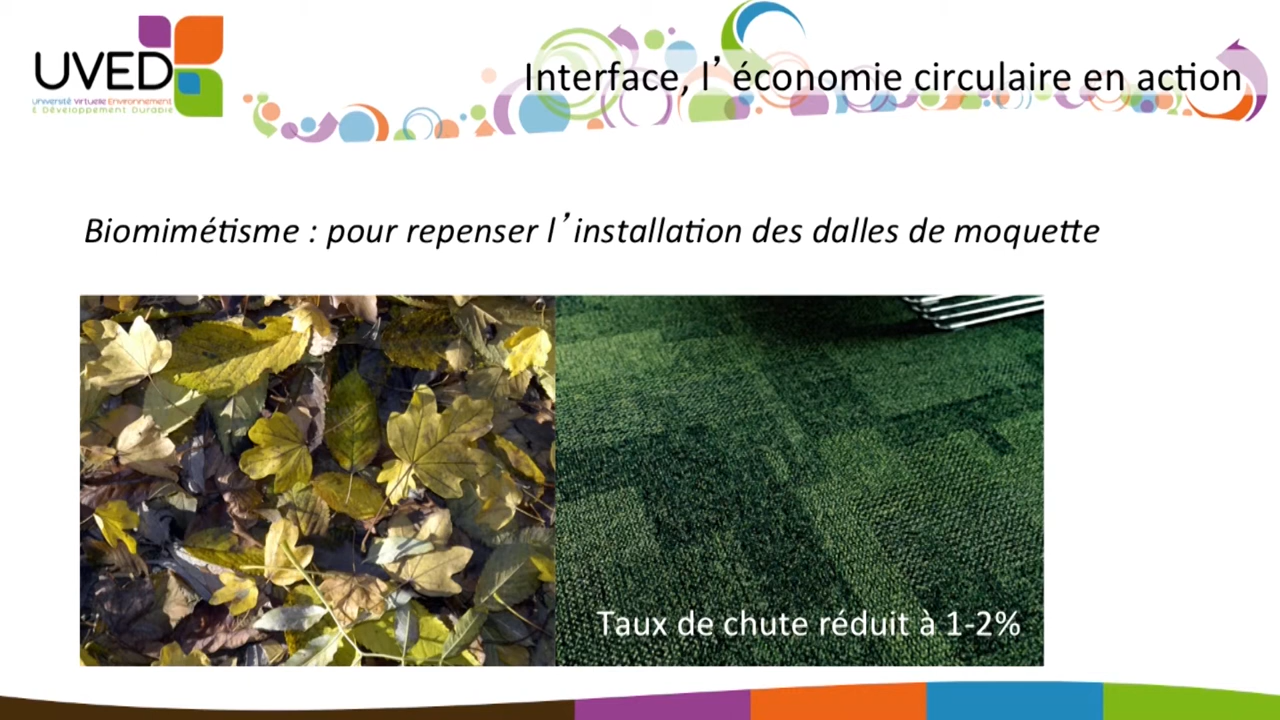 UVED
Université Virtuelle Environnement
& Développement Durable
Interface, l’économie circulaire en action
Biomimétisme : pour repenser l’installation des dalles de moquette
Taux de chute réduit à 1-2%